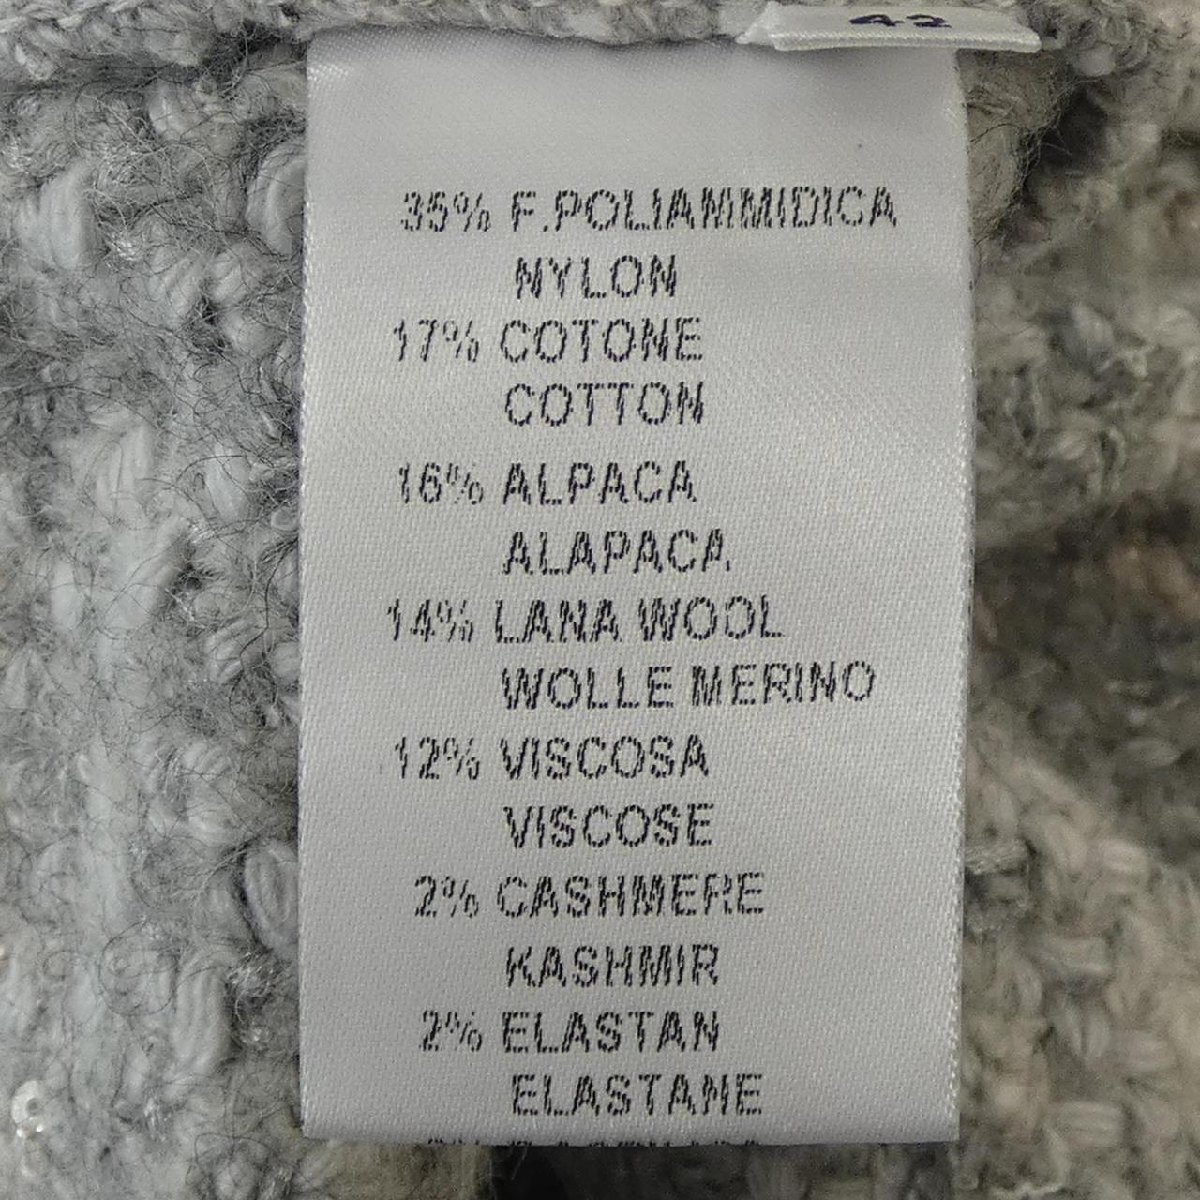 42
35% F.POLIAMMIDICA
NYLON
17% COTONE
COTTON
16% ALPACA
ALAPACA
14% LANA WOOL
WOLLE MERINO
12% VISCOSA
VISCOSE
2% CASHMERE
KASHMIR
2% ELASTAN
ELASTANE